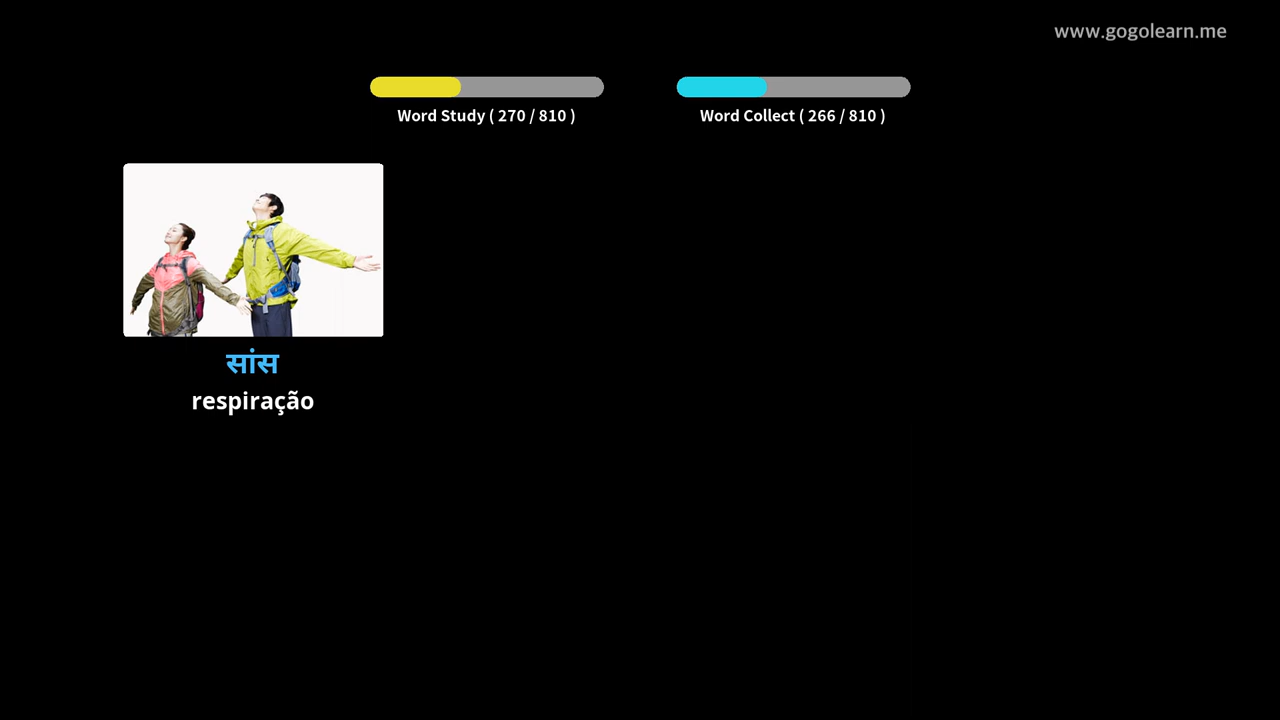 www.gogolearn.me
Word Study ( 270 / 810 )
Word Collect ( 266 / 810 )
सांस
respiração